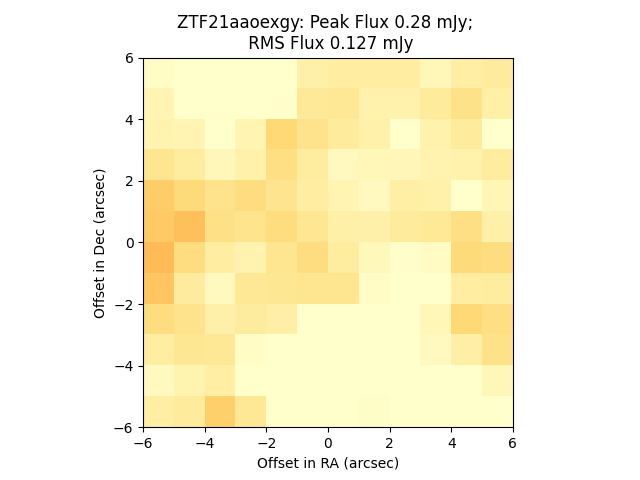 ZTF21aaoexgy: Peak Flux 0.28 mJy;
RMS Flux 0.127 mJy
6
4
2
0
−2
−4
−6
Offset in Dec (arcsec)
−6 −4 −2 0 2 4 6
Offset in RA (arcsec)